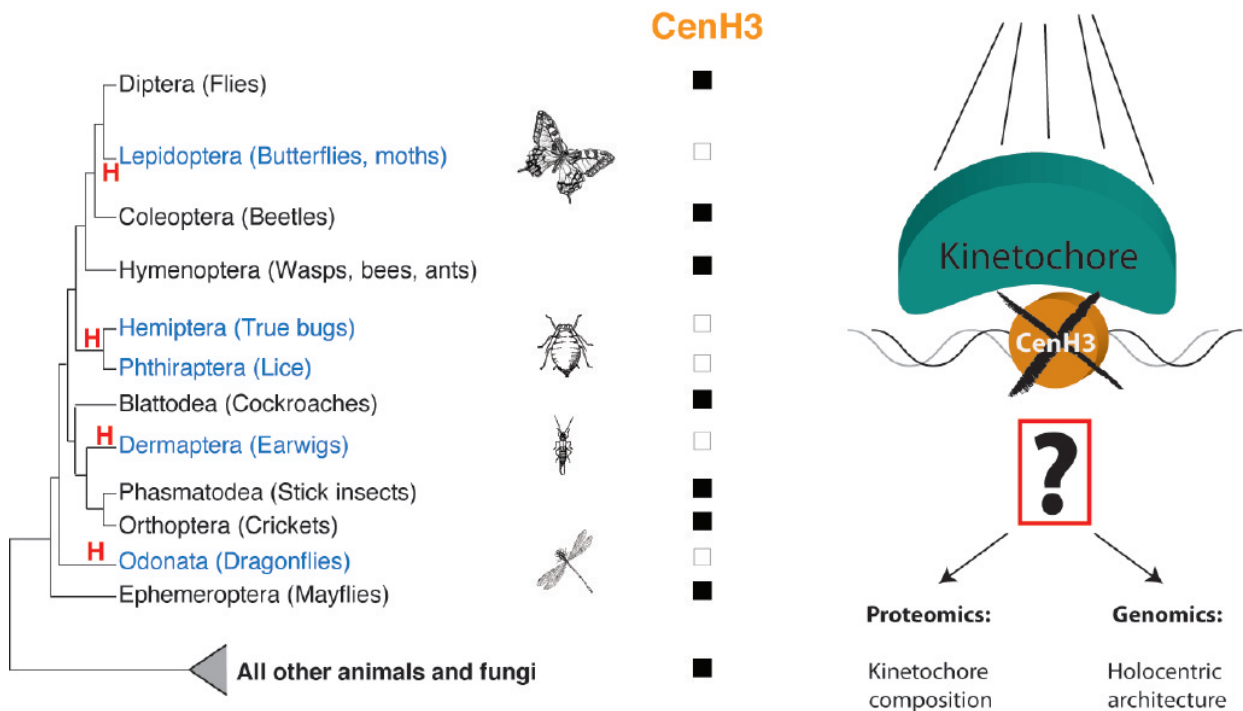 CenH3
Diptera (Flies)
Lepidoptera (Butterflies, moths)
H
Coleoptera (Beetles)
Hymenoptera (Wasps, bees, ants)
Hemiptera (True bugs)
H
Phthiraptera (Lice)
Blattodea (Cockroaches)
H
Dermaptera (Earwigs)
Phasmatodea (Stick insects)
Orthoptera (Crickets)
H
Odonata (Dragonflies)
Ephemeroptera (Mayflies)
All other animals and fungi
Kinetochore
CenH3
?
Proteomics:
Kinetochore
composition
Genomics:
Holocentric
architecture